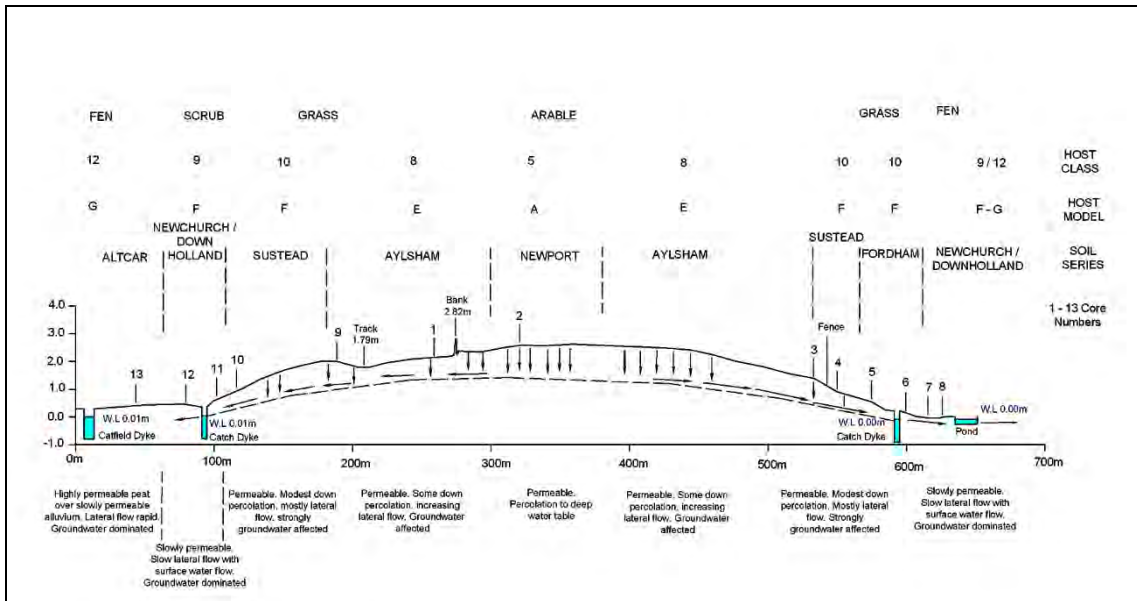 FEN SCRUB GRASS ARABLE GRASS FEN
12 9 10 8 5 8 10 10 9 / 12 HOST CLASS
G F F E A E F F F - G HOST MODEL
ALTCAR
NEWCHURCH /
DOWN
HOLLAND
SUSTEAD
AYLSHAM
NEWPORT
AYLSHAM
SUSTEAD
FORDHAM
NEWCHURCH /
DOWNHOLLAND
SOIL
SERIES
1 - 13 Core
Numbers
4.0
3.0
2.0
1.0
0.0
-1.0
13
12
11
10
9
Track
1.79m
1
Bank
2.82m
2
3
Fence
4
5
6
7
8
W.L 0.01m
Catfield Dyke
W.L 0.01m
Catch Dyke
W.L 0.00m
Catch Dyke
W.L 0.00m
Pond
0m 100m 200m 300m 400m 500m 600m 700m
Highly permeable peat
over slowly permeable
alluvium. Lateral flow rapid.
Groundwater dominated
Slowly permeable.
Slow lateral flow with
surface water flow.
Groundwater dominated
Permeable. Modest down
percolation, mostly lateral
flow, strongly
groundwater affected
Permeable. Some down
percolation, increasing
lateral flow, Groundwater
affected
Permeable.
Percolation to deep
water table
Permeable. Some down
percolation, increasing
lateral flow. Groundwater
affected
Permeable. Modest down
percolation. Mostly lateral
flow. Strongly
groundwater affected
Slowly permeable.
Slow lateral flow with
surface water flow.
Groundwater dominated